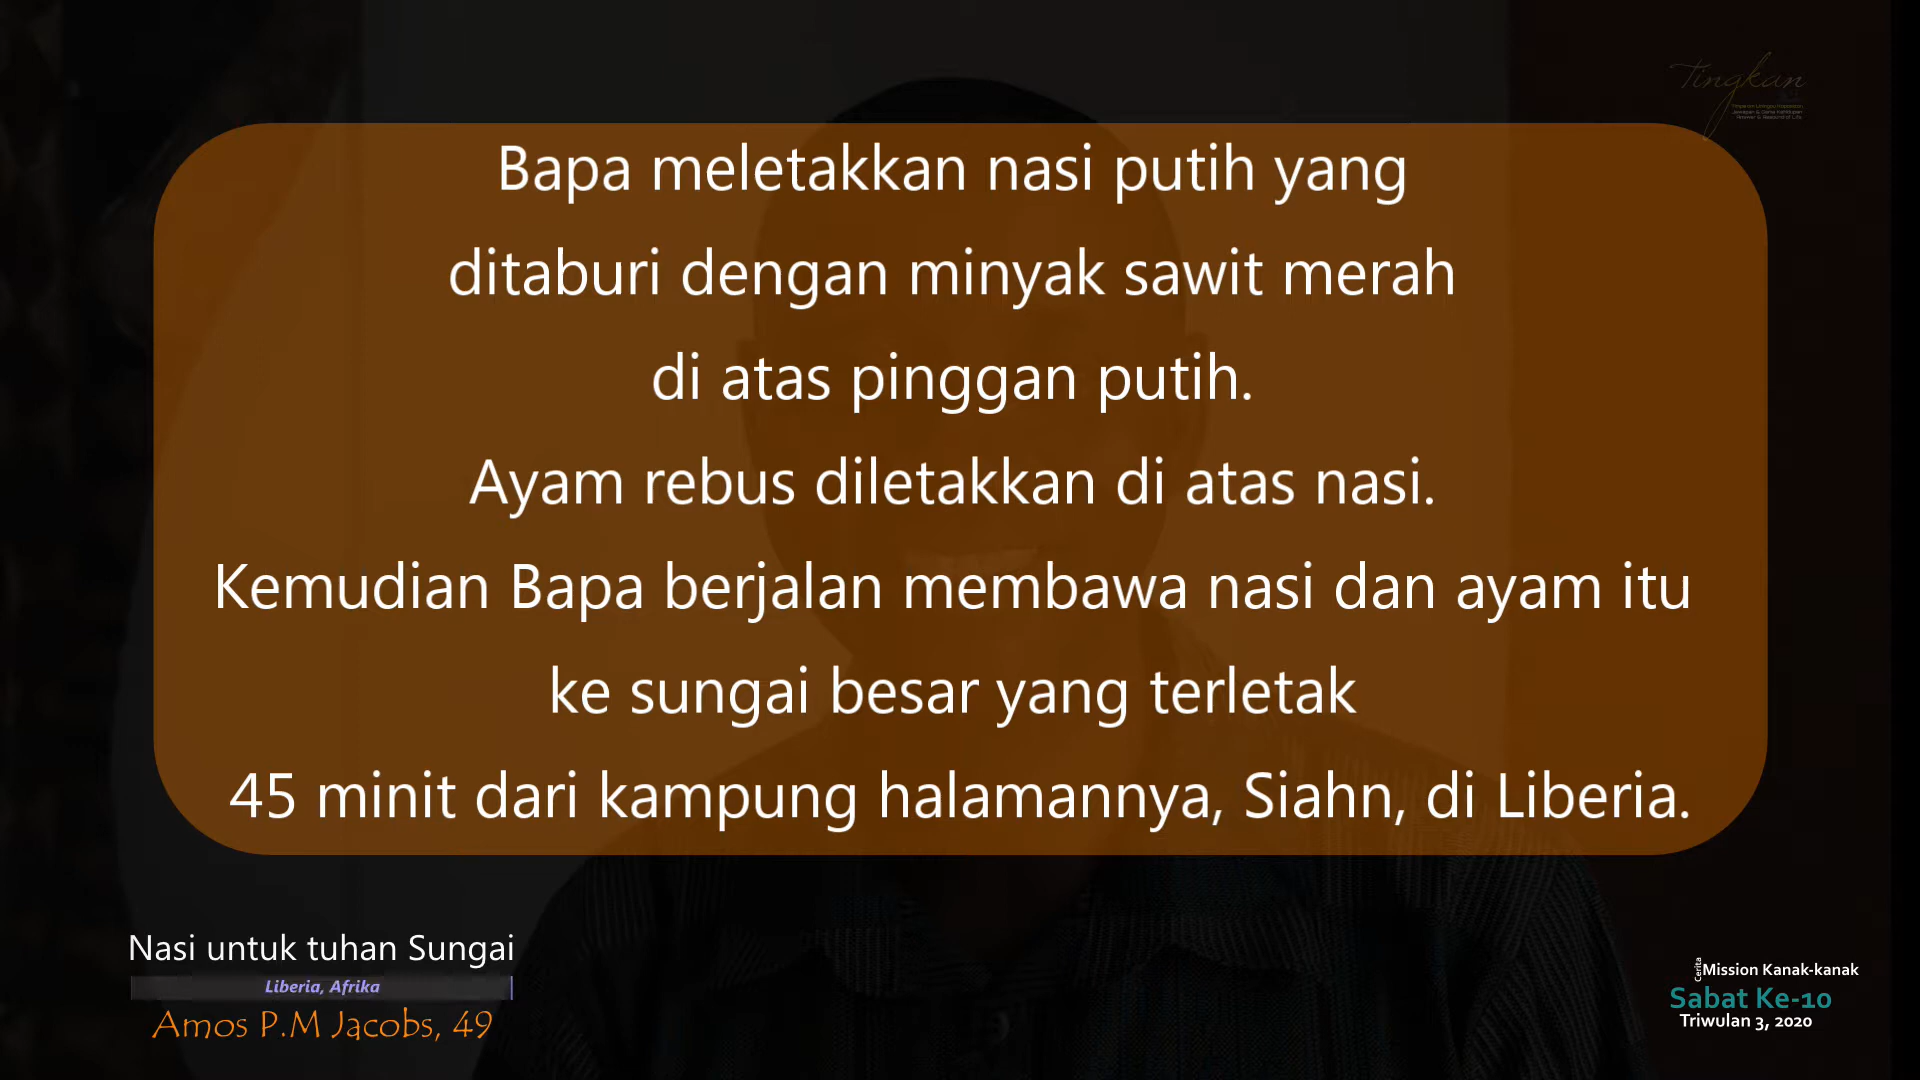 Tingkan
Bapa meletakkan nasi putih yang
ditaburi dengan minyak sawit merah
di atas pinggan putih.
Ayam rebus diletakkan di atas nasi.
Kemudian Bapa berjalan membawa nasi dan ayam itu
ke sungai besar yang terletak
45 minit dari kampung halamannya, Siahn, di Liberia.
Nasi untuk tuhan Sungai
Liberia, Afrika
Amos P.M Jacobs, 49
Cerita
Mission Kanak-kanak
Sabat Ke-10
Triwulan 3, 2020